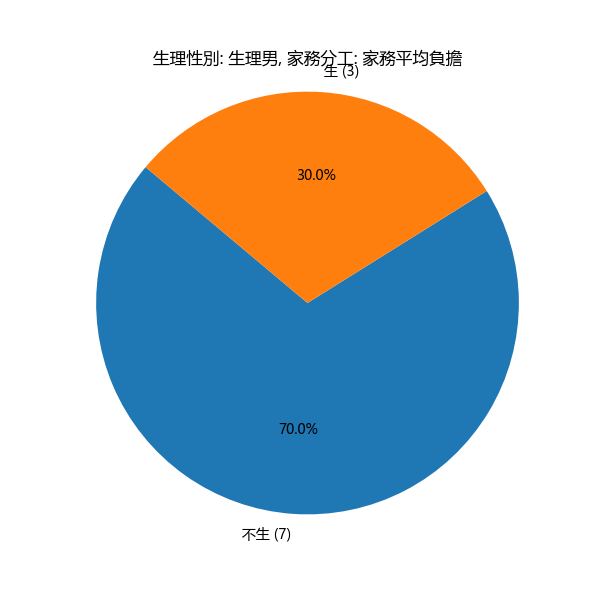 生理性別: 生理男, 家務分工: 家務平均負擔
生 (3)
30.0%
70.0%
不生 (7)